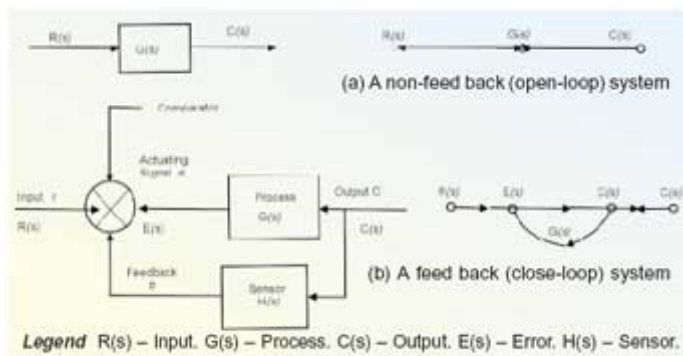 R(s)
C(s)
G(s)
R(s)
G(s)
C(s)
(a) A non-feed back (open-loop) system
Comparator
Actuating
Signal
Input r
R(s)
E(s)
Process
G(s)
Output C
C(s)
Feedback
B
Sensor
H(s)
R(s)
E(s)
C(s)
C(s)
G(s)
(b) A feed back (close-loop) system
Legend R(s) – Input. G(s) – Process. C(s) – Output. E(s) – Error. H(s) – Sensor.